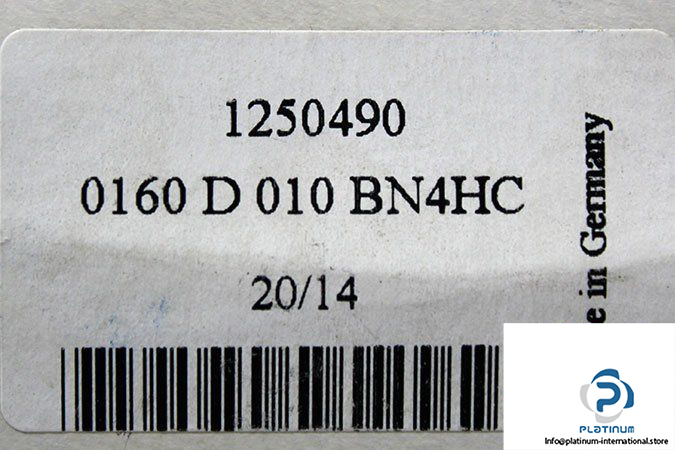 1250490
0160 D 010 BN4HC
20/14
e in Germany
PLATINUM
Info@platinum-international.store